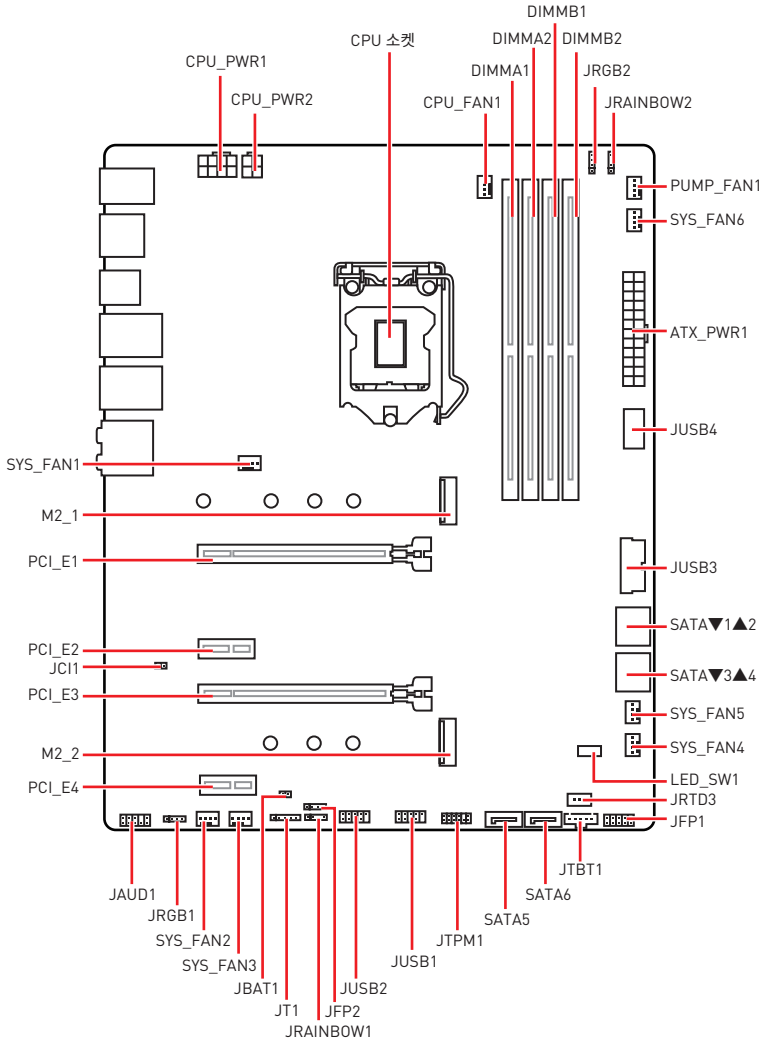 DIMMB1
CPU 소켓
DIMMA2 DIMMB2
CPU_PWR1
DIMMA1
JRGB2
CPU_PWR2
CPU_FAN1
JRAINBOW2
PUMP_FAN1
SYS_FAN6
ATX_PWR1
JUSB4
SYS_FAN1
M2_1
PCI_E1
JUSB3
PCI_E2
SATA▼1▲2
JCI1
PCI_E3
SATA▼3▲4
SYS_FAN5
M2_2
SYS_FAN4
LED_SW1
PCI_E4
JRTD3
JFP1
JTBT1
JAUD1
SATA6
JRGB1
SATA5
SYS_FAN2
JTPM1
SYS_FAN3
JUSB1
JBAT1
JUSB2
JT1
JFP2
JRAINBOW1